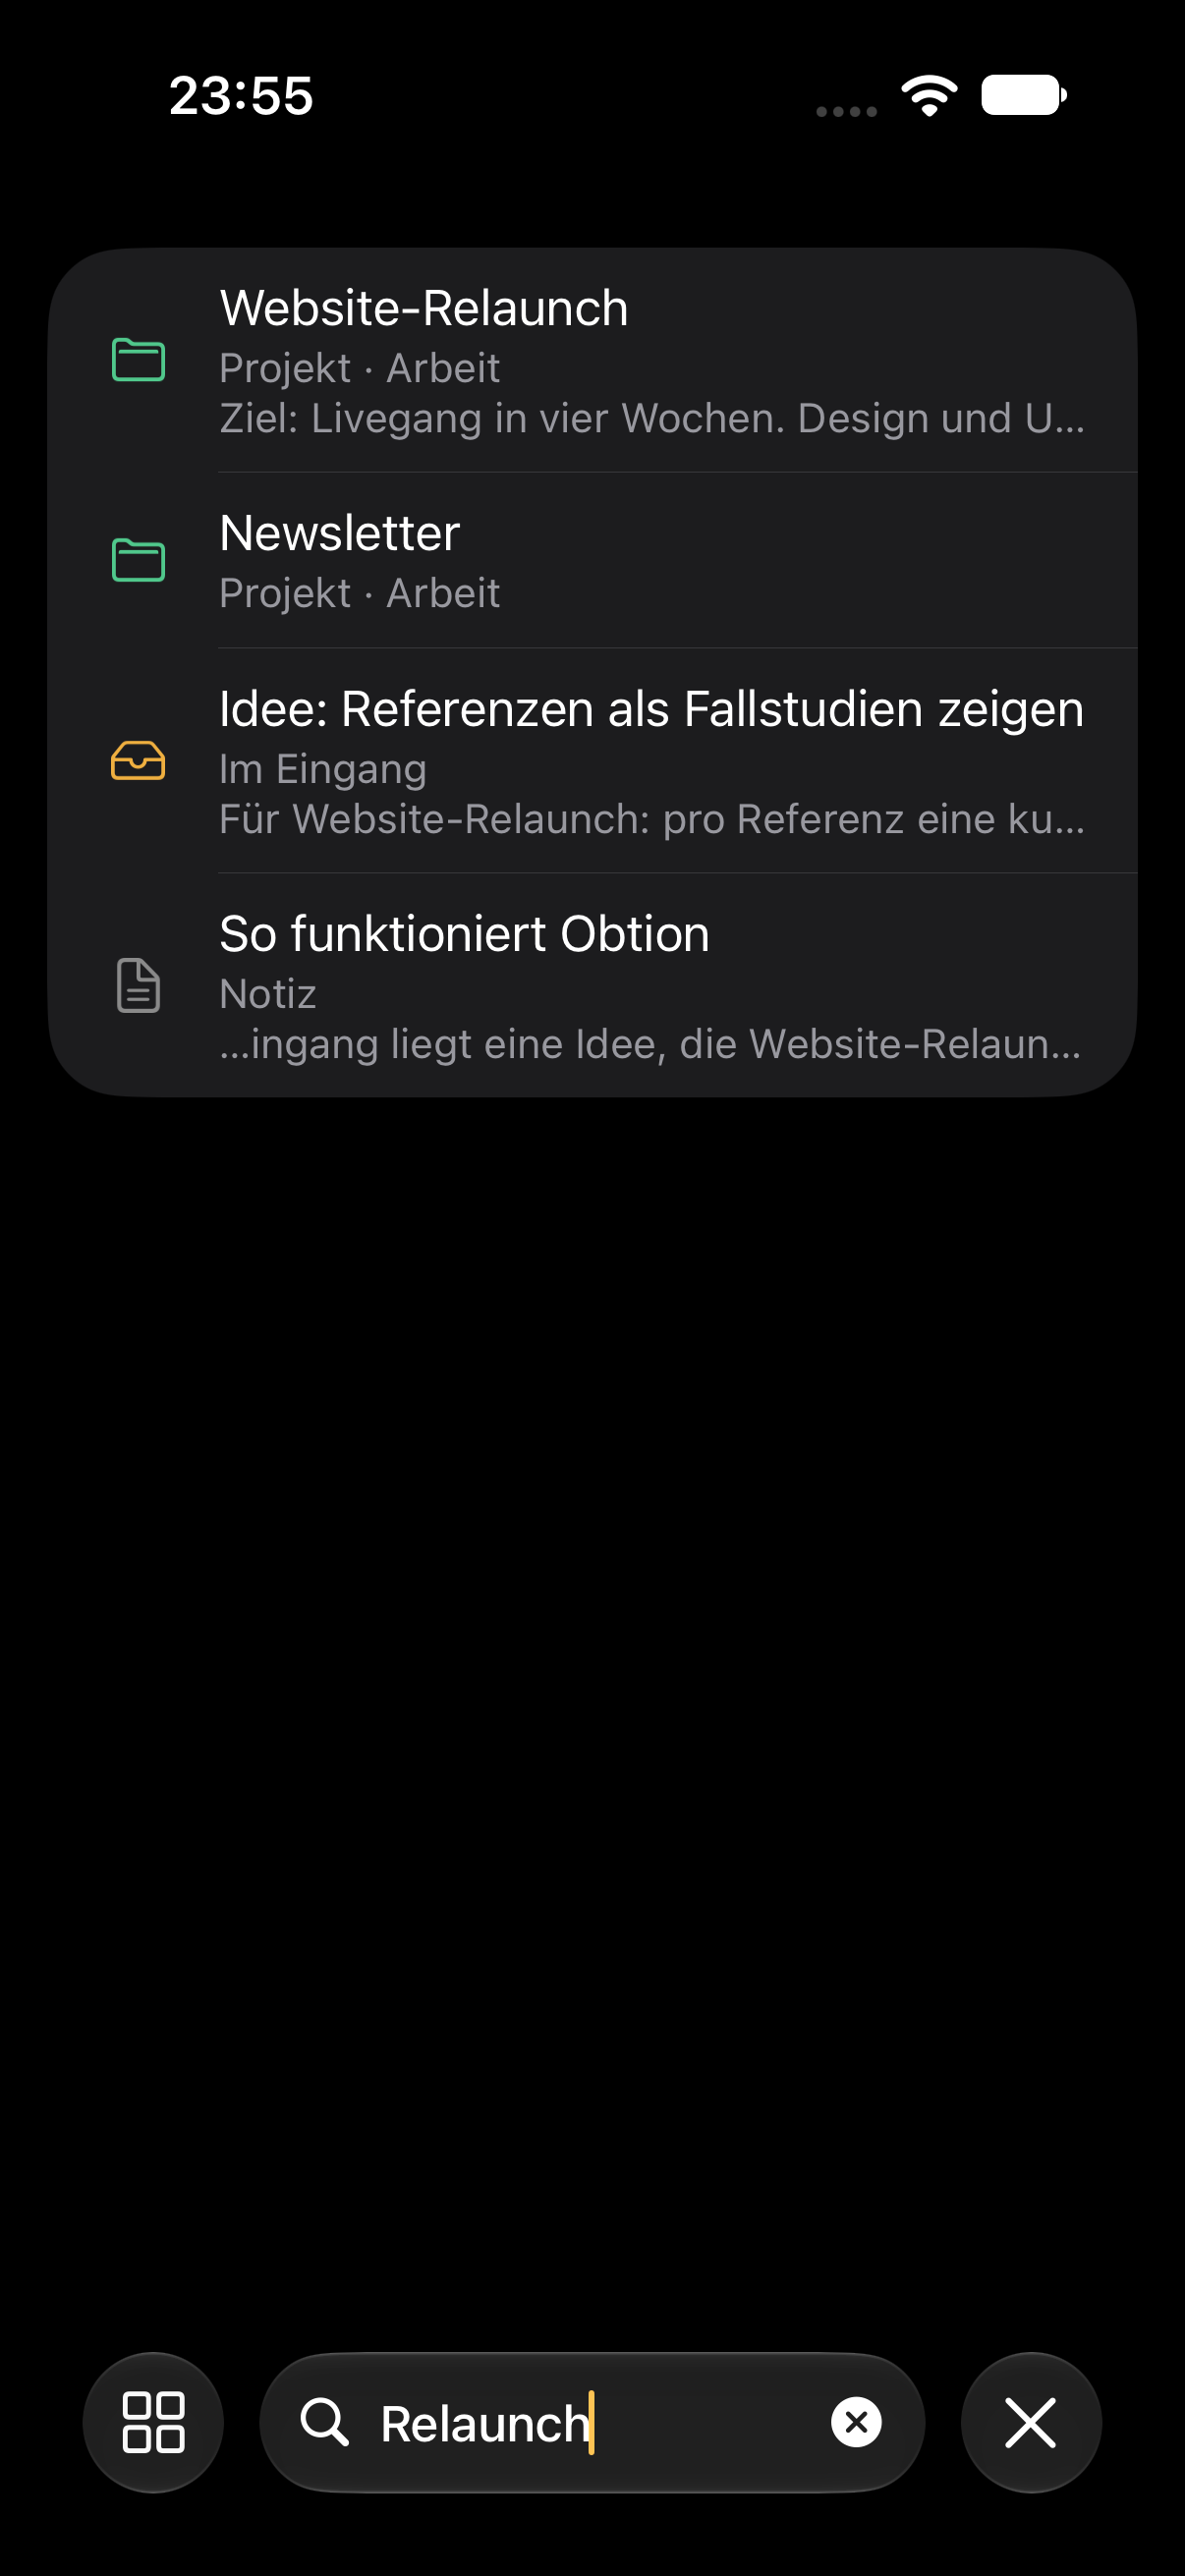 23:55
Website-Relaunch
Projekt · Arbeit
Ziel: Livegang in vier Wochen. Design und U...
Newsletter
Projekt · Arbeit
Idee: Referenzen als Fallstudien zeigen
Im Eingang
Für Website-Relaunch: pro Referenz eine ku...
So funktioniert Obtion
Notiz
...ingang liegt eine Idee, die Website-Relaun...
Relaunch